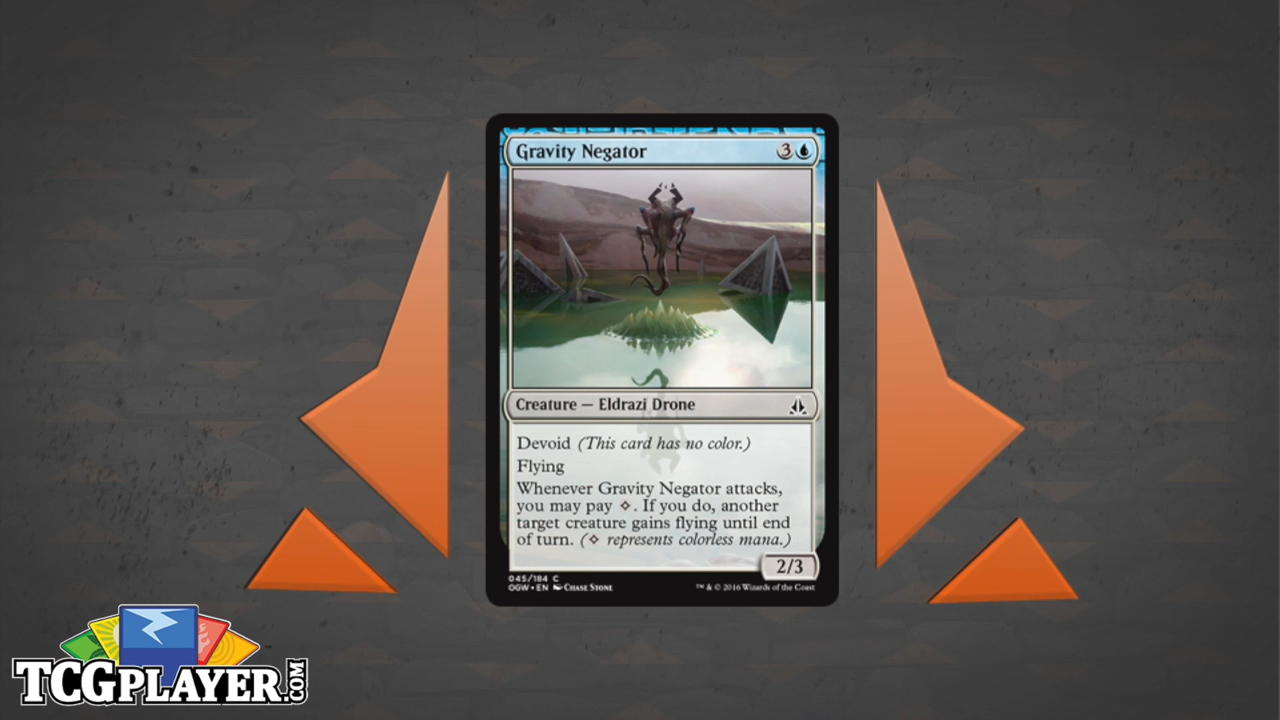 Gravity Negator 3
Creature — Eldrazi Drone
Devoid (This card has no color.)
Flying
Whenever Gravity Negator attacks,
you may pay ◇. If you do, another
target creature gains flying until end
of turn. (◇ represents colorless mana.)
2/3
045/184 C
OGW • EN Chase Stone
™ & © 2016 Wizards of the Coast
TCGPLAYER.COM